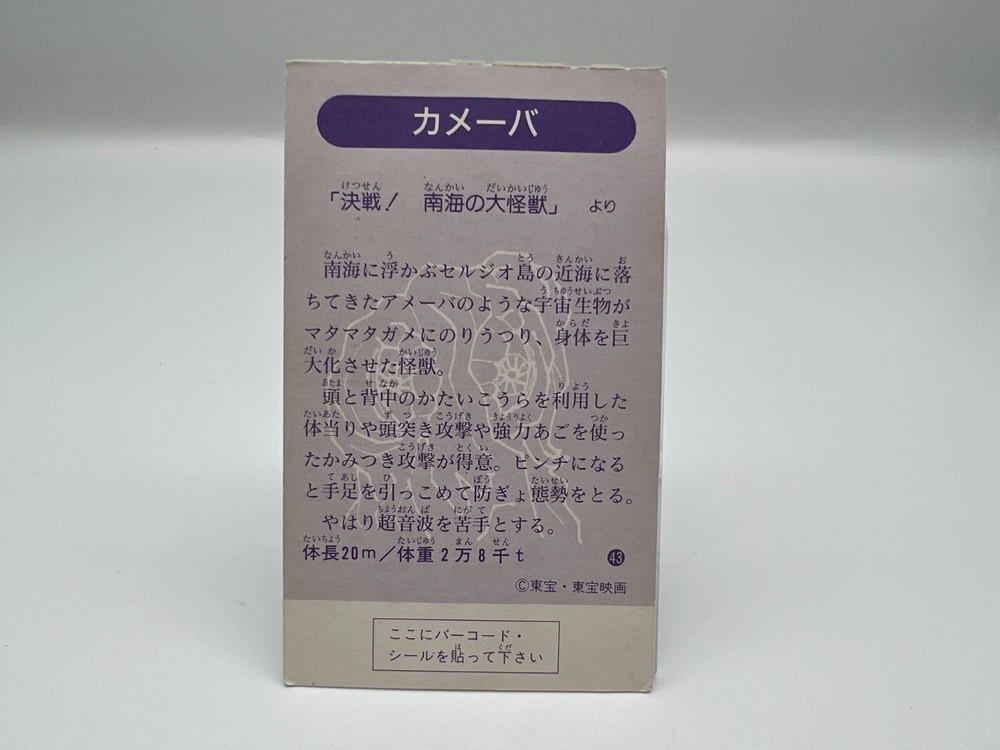 カメーバ
「決戦！ 南海の大怪獣」 より
南海に浮かぶセルジオ島の近海に落
ちてきたアメーバのような宇宙生物が
マタマタガメにのりうつり、身体を巨
大化させた怪獣。
頭と背中のかたいこうらを利用した
体当りや頭突き攻撃や強力あごを使っ
たかみつき攻撃が得意。ピンチになる
と手足を引っこめて防ぎょ態勢をとる。
やはり超音波を苦手とする。
体長20m／体重2万8千t
43
©東宝・東宝映画
ここにバーコード・
シールを貼って下さい